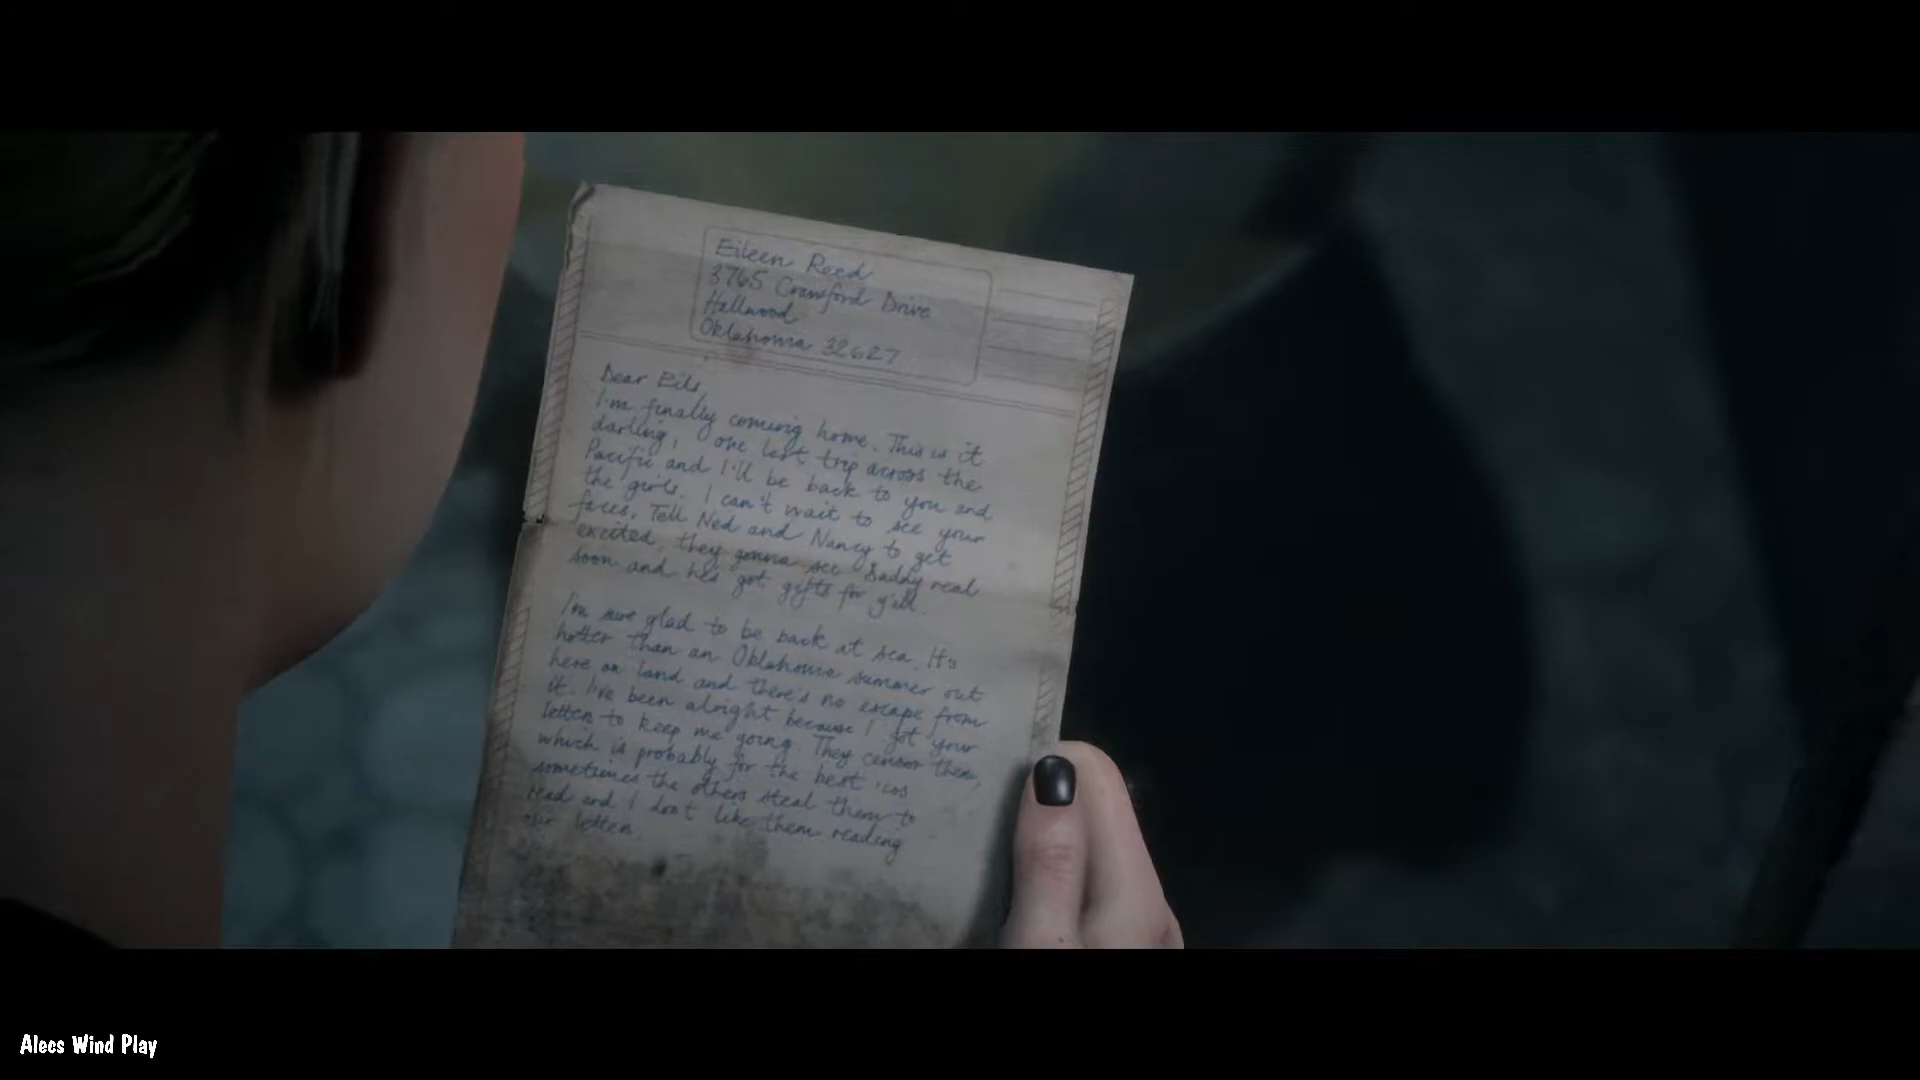 Eileen Reed
3765 Crawford Drive
Hallwood
Oklahoma 32627
Dear Eils,
I'm finally coming home. This is it
darling, one last trip across the
Pacific and I'll be back to you and
the girls. I can't wait to see your
faces. Tell Ned and Nancy to get
excited, they gonna see Daddy real
soon and he's got gifts for y'all.
I'm sure glad to be back at sea. It's
hotter than an Oklahoma summer out
here on land and there's no escape from
it. I've been alright because I got your
letters to keep me going. They censor them,
which is probably for the best 'cos
sometimes the others steal them to
read and I don't like them reading
our letters.
Alecs Wind Play